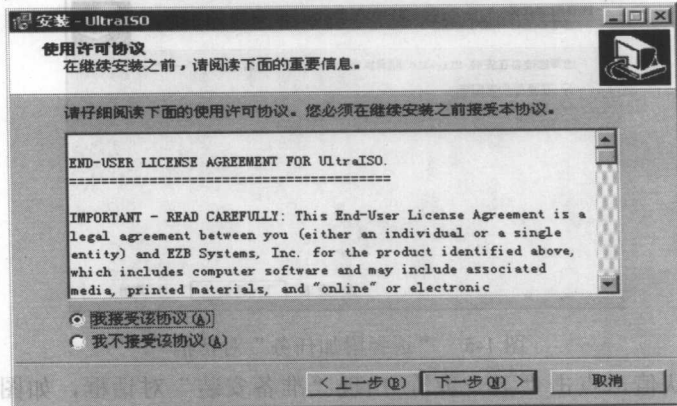 安装 - UltraISO
使用许可协议
在继续安装之前，请阅读下面的重要信息。
请仔细阅读下面的使用许可协议。您必须在继续安装之前接受本协议。
END-USER LICENSE AGREEMENT FOR UltraISO.
========================================
IMPORTANT - READ CAREFULLY: This End-User License Agreement is a
legal agreement between you (either an individual or a single
entity) and EZB Systems, Inc. for the product identified above,
which includes computer software and may include associated
media, printed materials, and "online" or electronic
我接受该协议(A)
我不接受该协议(A)
< 上一步(B)
下一步(N) >
取消